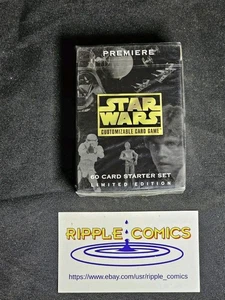 PREMIERE
STAR
WARS
CUSTOMIZABLE CARD GAME
60 CARD STARTER SET
LIMITED EDITION
RIPPLE COMICS
https://www.ebay.com/usr/ripple_comics